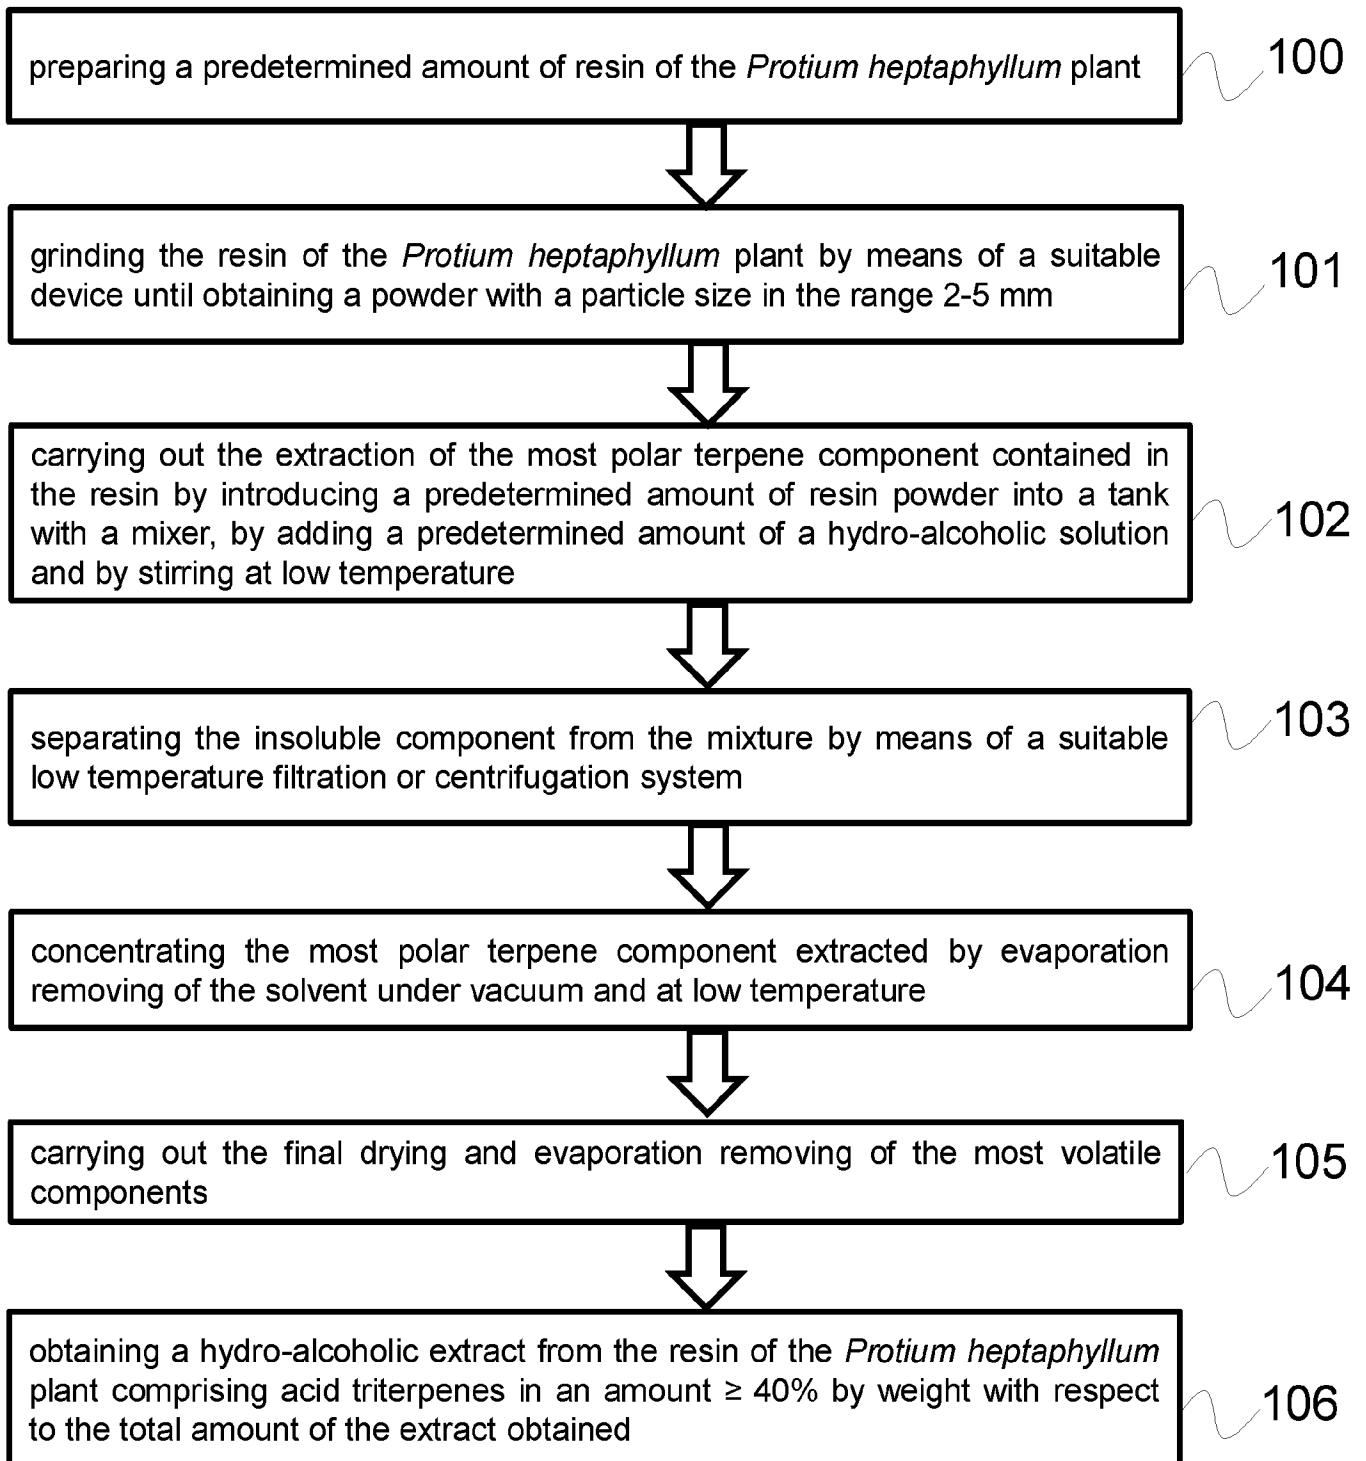 preparing a predetermined amount of resin of the Protium heptaphyllum plant
100
grinding the resin of the Protium heptaphyllum plant by means of a suitable
device until obtaining a powder with a particle size in the range 2-5 mm
101
carrying out the extraction of the most polar terpene component contained in
the resin by introducing a predetermined amount of resin powder into a tank
with a mixer, by adding a predetermined amount of a hydro-alcoholic solution
and by stirring at low temperature
102
separating the insoluble component from the mixture by means of a suitable
low temperature filtration or centrifugation system
103
concentrating the most polar terpene component extracted by evaporation
removing of the solvent under vacuum and at low temperature
104
carrying out the final drying and evaporation removing of the most volatile
components
105
obtaining a hydro-alcoholic extract from the resin of the Protium heptaphyllum
plant comprising acid triterpenes in an amount ≥ 40% by weight with respect
to the total amount of the extract obtained
106